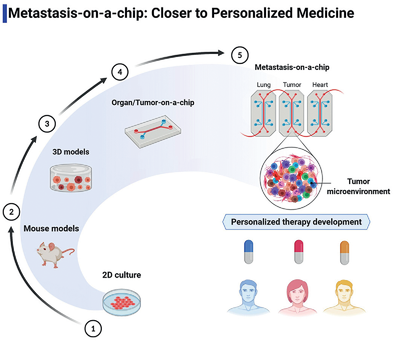 Metastasis-on-a-chip: Closer to Personalized Medicine
5
Metastasis-on-a-chip
4
Lung Tumor Heart
Organ/Tumor-on-a-chip
3
3D models
Tumor
microenvironment
2
Personalized therapy development
Mouse models
2D culture
1